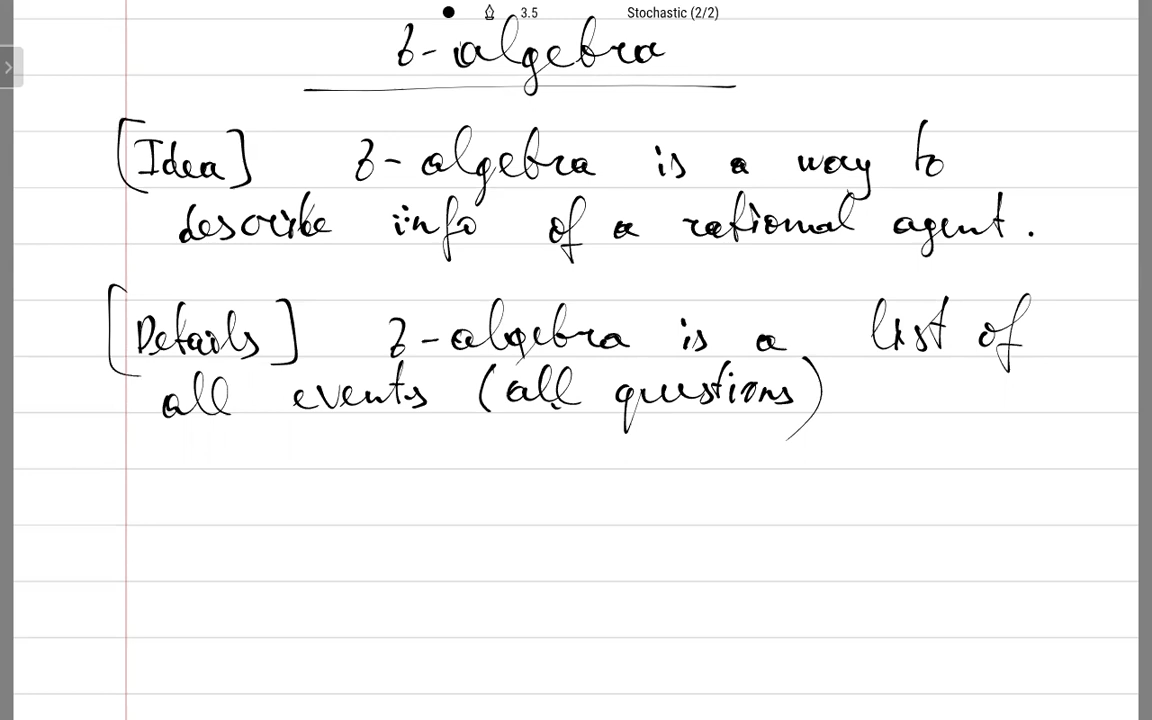 3.5 Stochastic (2/2)
σ-algebra
[Idea] σ-algebra is a way to
describe info of a rational agent.
[Details] σ-algebra is a list of
all events (all questions)